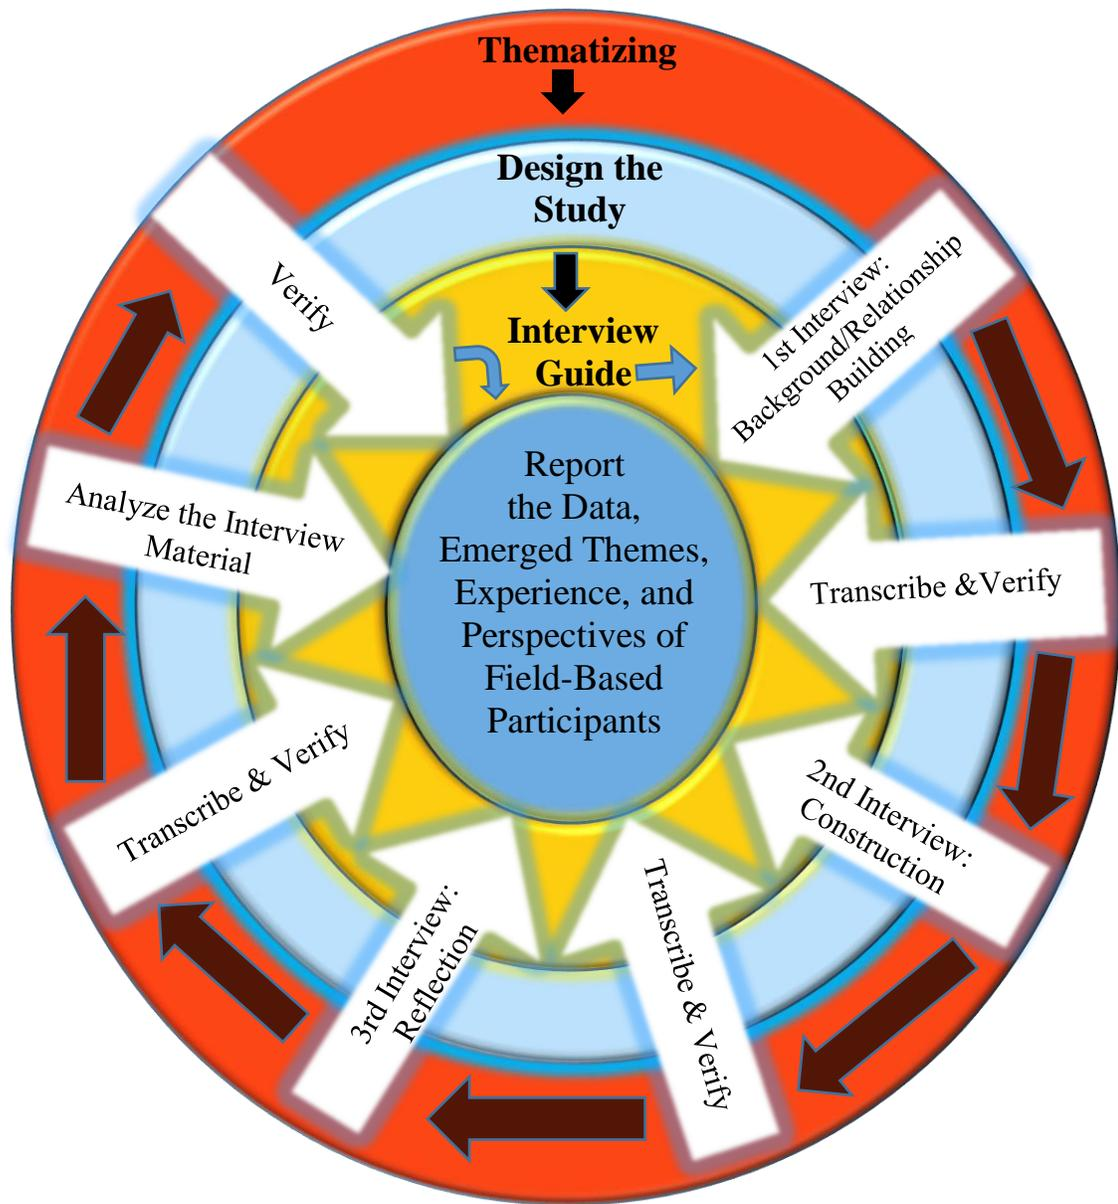 Thematizing
Design the
Study
Interview
Guide
1st Interview:
Background/Relationship
Building
Transcribe &Verify
2nd Interview:
Construction
Transcribe & Verify
3rd Interview:
Reflection
Transcribe & Verify
Analyze the Interview
Material
Verify
Report
the Data,
Emerged Themes,
Experience, and
Perspectives of
Field-Based
Participants